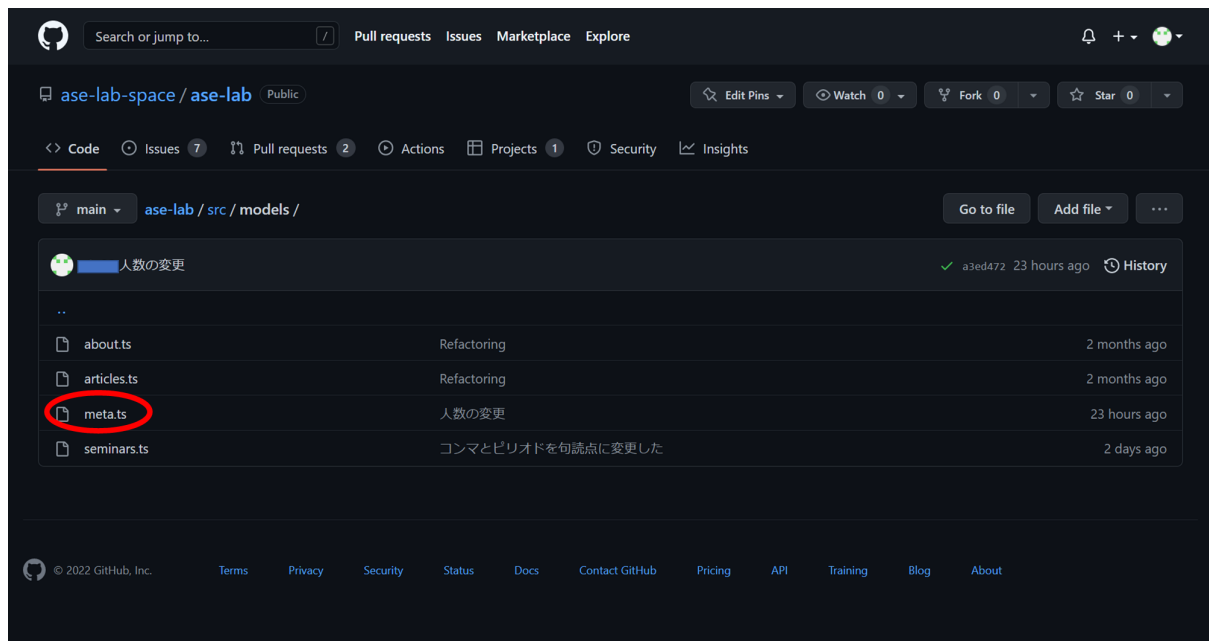 Search or jump to... / Pull requests Issues Marketplace Explore
ase-lab-space / ase-lab Public Edit Pins Watch 0 Fork 0 Star 0
Code Issues 7 Pull requests 2 Actions Projects 1 Security Insights
main ase-lab / src / models / Go to file Add file ...
人数の変更 a3ed472 23 hours ago History
..
about.ts Refactoring 2 months ago
articles.ts Refactoring 2 months ago
meta.ts 人数の変更 23 hours ago
seminars.ts コンマとピリオドを句読点に変更した 2 days ago
© 2022 GitHub, Inc. Terms Privacy Security Status Docs Contact GitHub Pricing API Training Blog About